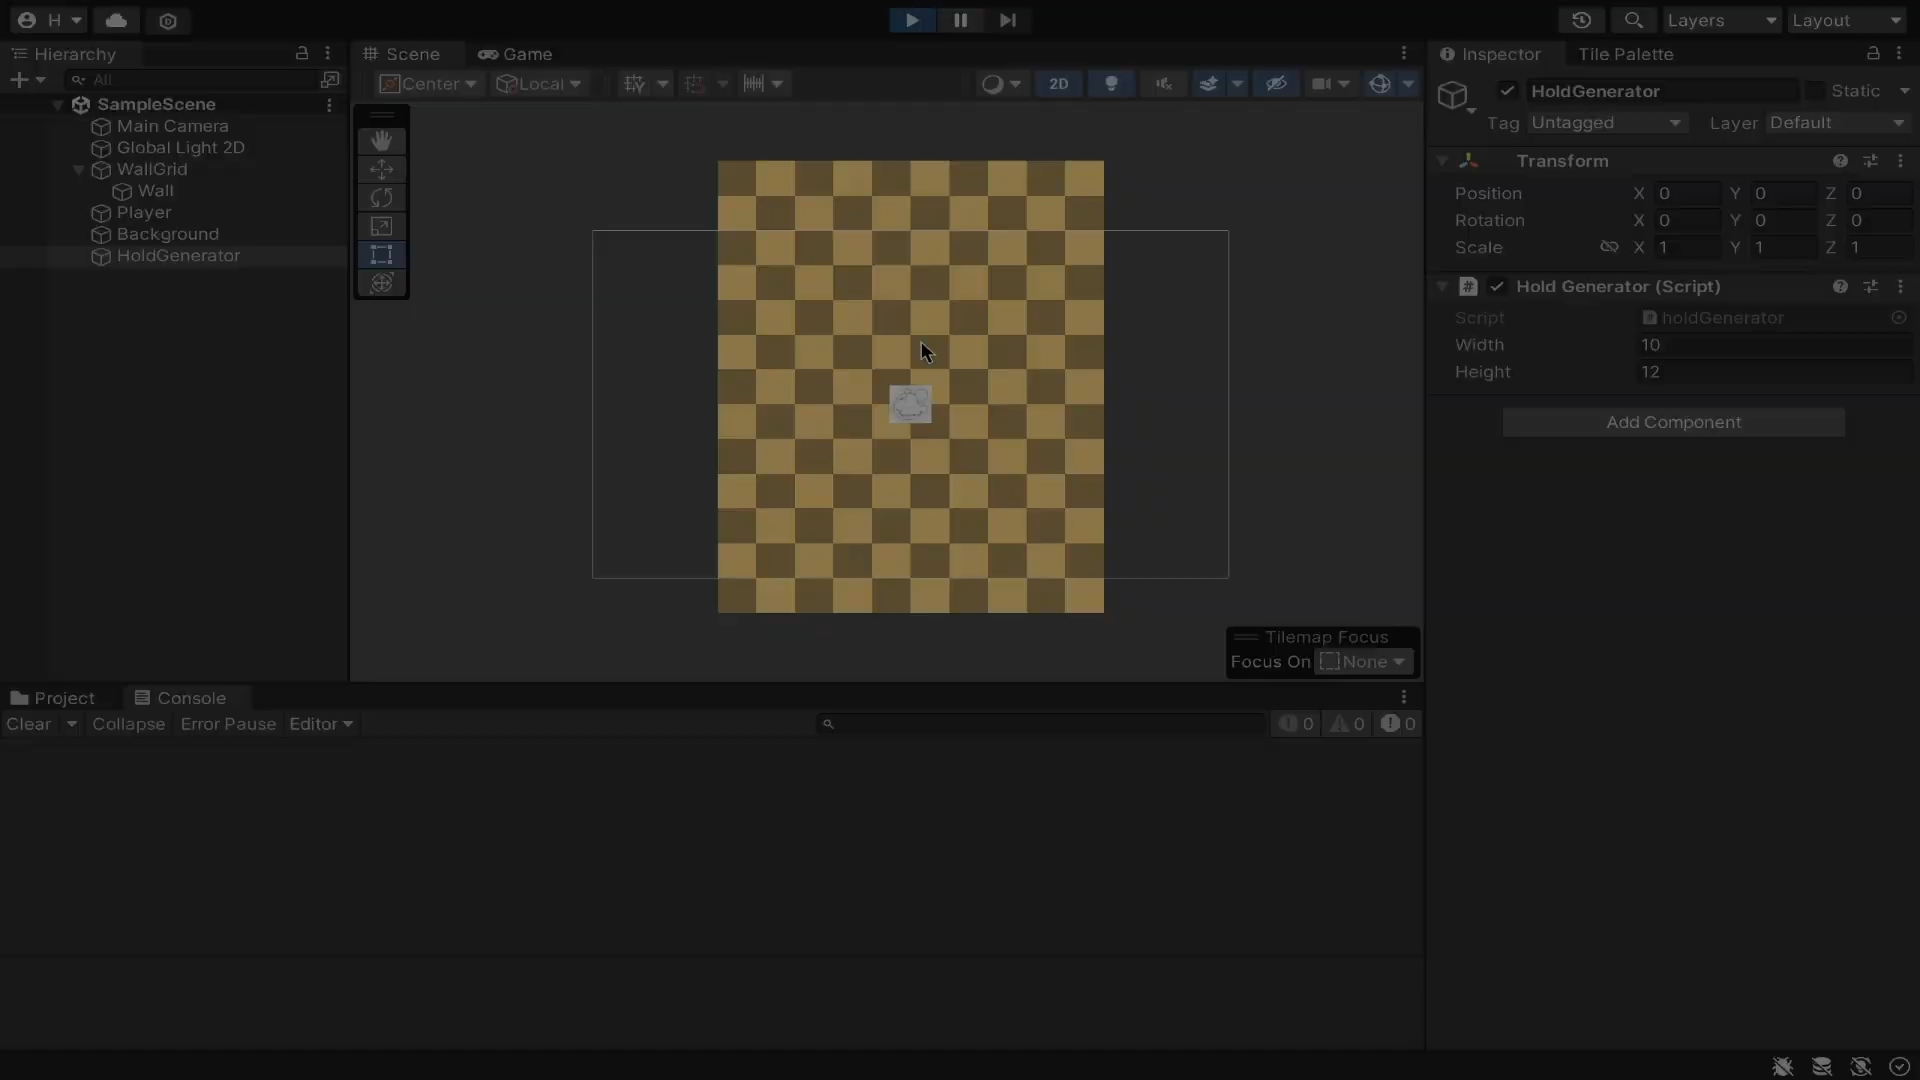 H
Layers
Layout
Hierarchy
All
SampleScene
Main Camera
Global Light 2D
WallGrid
Wall
Player
Background
HoldGenerator
Scene
Game
Center
Local
2D
Tilemap Focus
Focus On None
Inspector
Tile Palette
HoldGenerator
Static
Tag Untagged
Layer Default
Transform
Position X 0 Y 0 Z 0
Rotation X 0 Y 0 Z 0
Scale X 1 Y 1 Z 1
# Hold Generator (Script)
Script holdGenerator
Width 10
Height 12
Add Component
Project
Console
Clear
Collapse
Error Pause
Editor
0
0
0